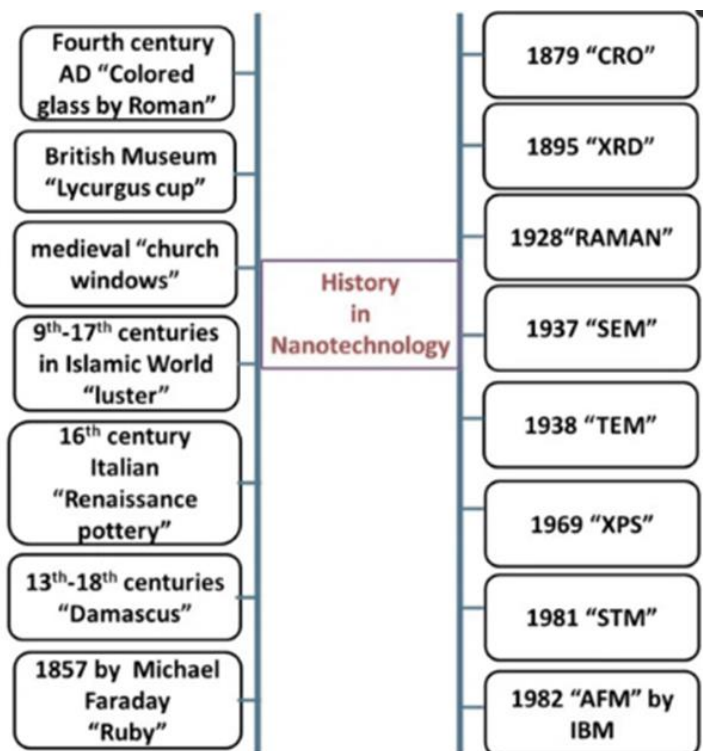 Fourth century
AD “Colored
glass by Roman”
British Museum
“Lycurgus cup”
medieval “church
windows”
9th-17th centuries
in Islamic World
“luster”
16th century
Italian
“Renaissance
pottery”
13th-18th centuries
“Damascus”
1857 by Michael
Faraday
“Ruby”
History
in
Nanotechnology
1879 “CRO”
1895 “XRD”
1928“RAMAN”
1937 “SEM”
1938 “TEM”
1969 “XPS”
1981 “STM”
1982 “AFM” by
IBM